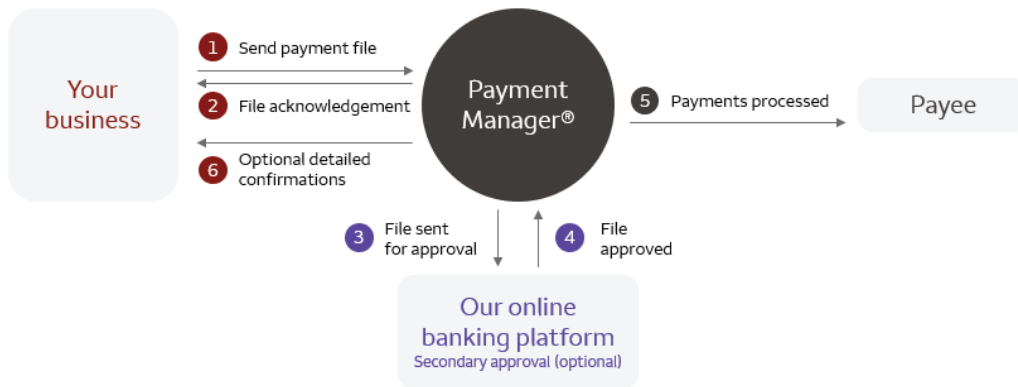 Your
business
1 Send payment file
2 File acknowledgement
6 Optional detailed
confirmations
Payment
Manager®
5 Payments processed
Payee
3 File sent
for approval
4 File
approved
Our online
banking platform
Secondary approval (optional)